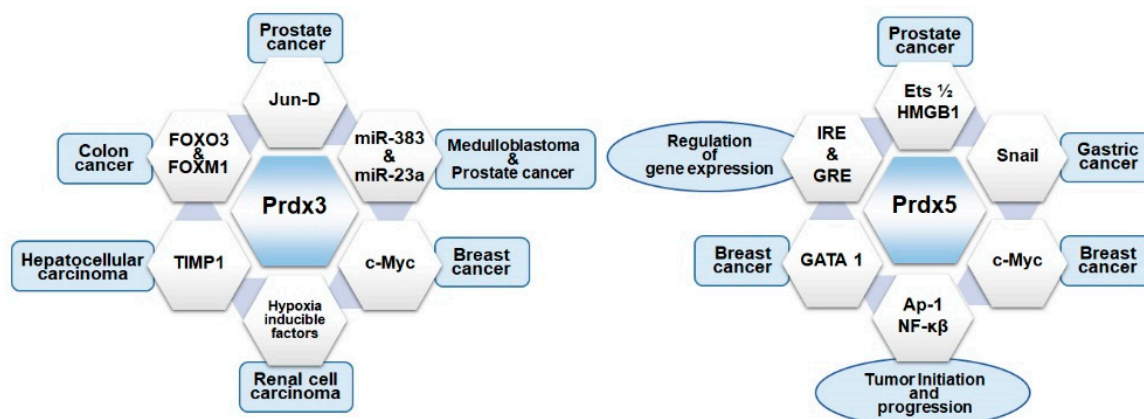 Prostate
cancer
Jun-D
FOXO3
&
FOXM1
Colon
cancer
miR-383
&
miR-23a
Medulloblastoma
&
Prostate cancer
Prdx3
Hepatocellular
carcinoma
TIMP1
c-Myc
Breast
cancer
Hypoxia
inducible
factors
Renal cell
carcinoma
Prostate
cancer
Ets ½
HMGB1
Regulation
of
gene expression
IRE
&
GRE
Snail
Gastric
cancer
Prdx5
Breast
cancer
GATA 1
c-Myc
Breast
cancer
Ap-1
NF-κβ
Tumor Initiation
and
progression